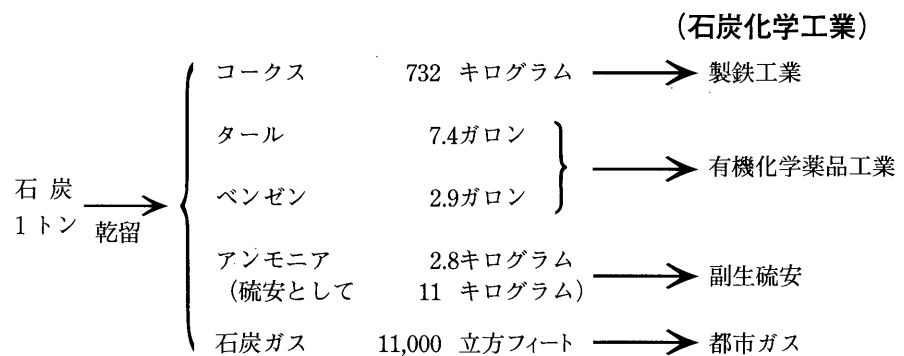 (石炭化学工業)
コークス 732 キログラム 製鉄工業
タール 7.4ガロン
有機化学薬品工業
石炭
1トン
乾留
ベンゼン 2.9ガロン
アンモニア 2.8キログラム
(硫安として 11 キログラム)
副生硫安
石炭ガス 11,000 立方フィート 都市ガス